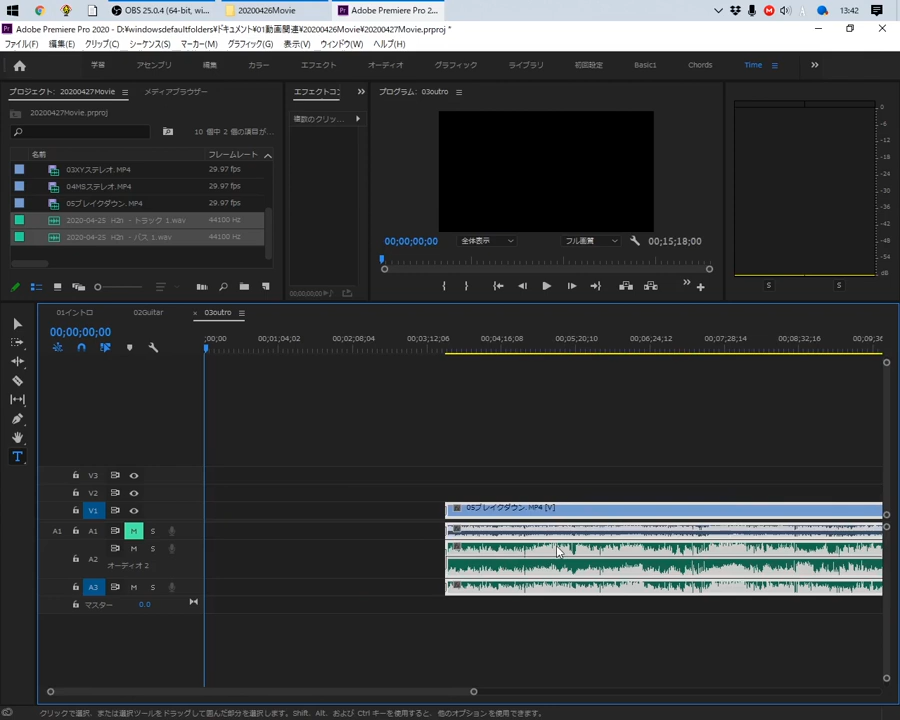 OBS 25.0.4 (64-bit, wi...
20200426Movie
Adobe Premiere Pro 2...
13:42
Adobe Premiere Pro 2020 - D:¥windowsdefaultfolders¥ドキュメント¥01動画関連¥20200426Movie¥20200427Movie.prproj *
ファイル(F) 編集(E) クリップ(C) シーケンス(S) マーカー(M) グラフィック(G) 表示(V) ウィンドウ(W) ヘルプ(H)
学習 アセンブリ 編集 カラー エフェクト オーディオ グラフィック ライブラリ 初回設定 Basic1 Chords Time
プロジェクト: 20200427Movie メディアブラウザー
エフェクトコン
プログラム: 03outro
20200427Movie.prproj
複数のクリッ...
10 個中 2 個の項目が...
名前 フレームレート
03XYステレオ.MP4 29.97 fps
04MSステレオ.MP4 29.97 fps
05ブレイクダウン.MP4 29.97 fps
2020-04-25 H2n - トラック 1.wav 44100 Hz
2020-04-25 H2n - バス 1.wav 44100 Hz
0
-6
-12
-18
-24
-30
-36
-42
-48
-54
dB
00;00;00;00 全体表示 フル画質 00;15;18;00
00;00;00;00
S S
01イントロ 02Guitar 03outro
00;00;00;00
;00;00 00;01;04;02 00;02;08;04 00;03;12;06 00;04;16;08 00;05;20;10 00;06;24;12 00;07;28;14 00;08;32;16 00;09;36
V3
V2
V1
05ブレイクダウン.MP4 [V]
A1 A1 M S
A2 M S
オーディオ 2
A3 M S
マスター 0.0
クリックで選択、または選択ツールをドラッグして囲んだ部分を選択します。Shift、Alt、および Ctrl キーを使用すると、他のオプションを使用できます。